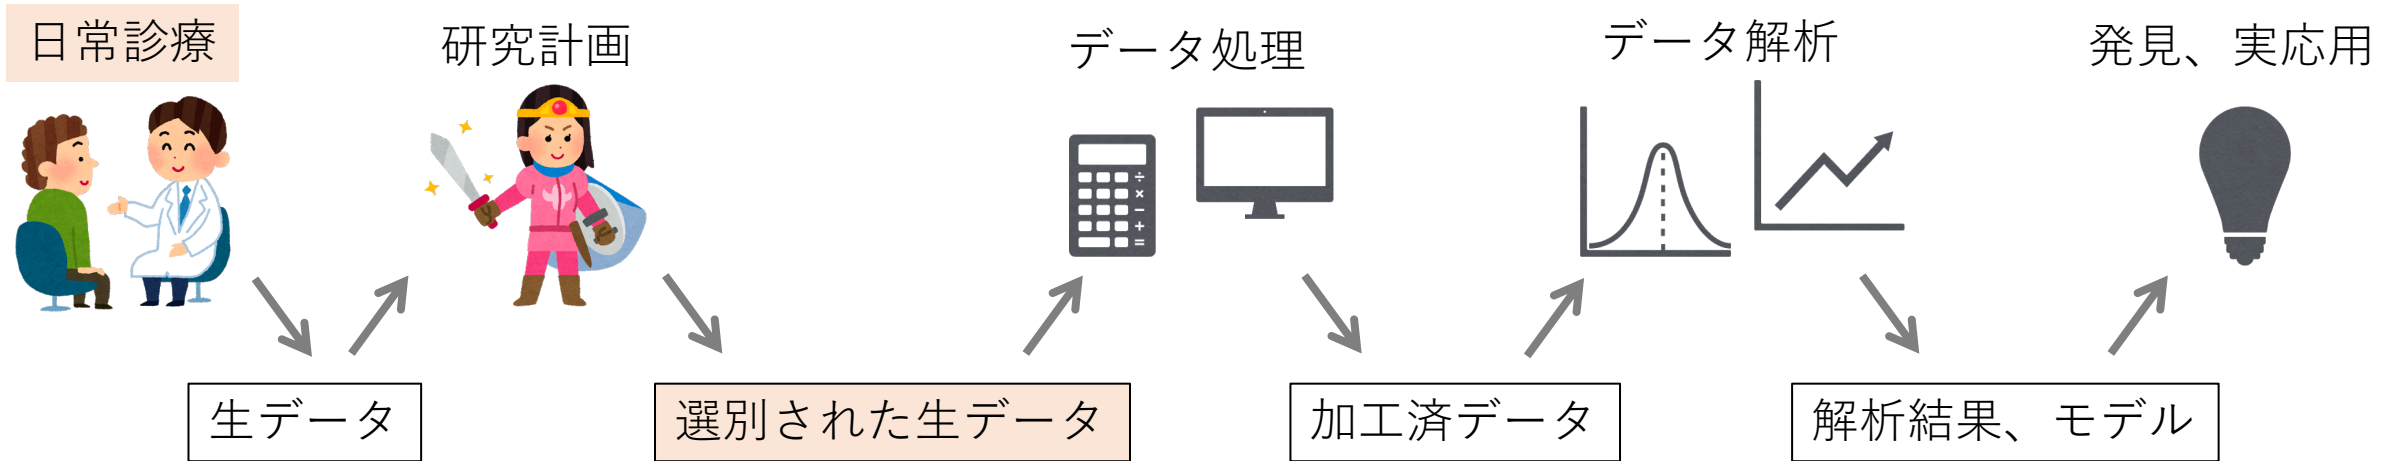 日常診療
研究計画
データ処理
データ解析
発見、実応用
生データ
選別された生データ
加工済データ
解析結果、モデル